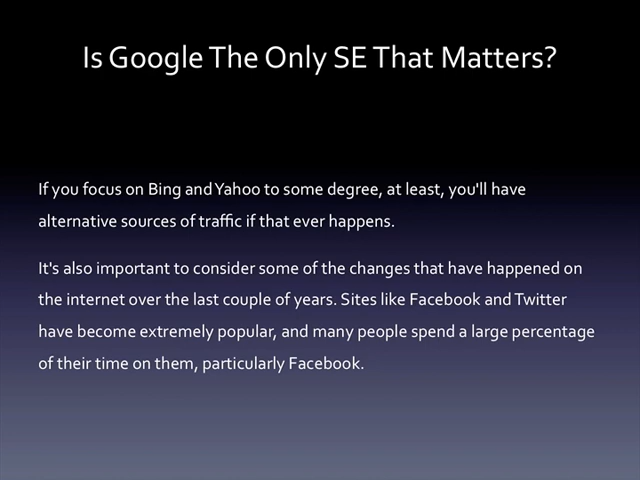 Is Google The Only SE That Matters?
If you focus on Bing and Yahoo to some degree, at least, you'll have
alternative sources of traffic if that ever happens.
It's also important to consider some of the changes that have happened on
the internet over the last couple of years. Sites like Facebook and Twitter
have become extremely popular, and many people spend a large percentage
of their time on them, particularly Facebook.